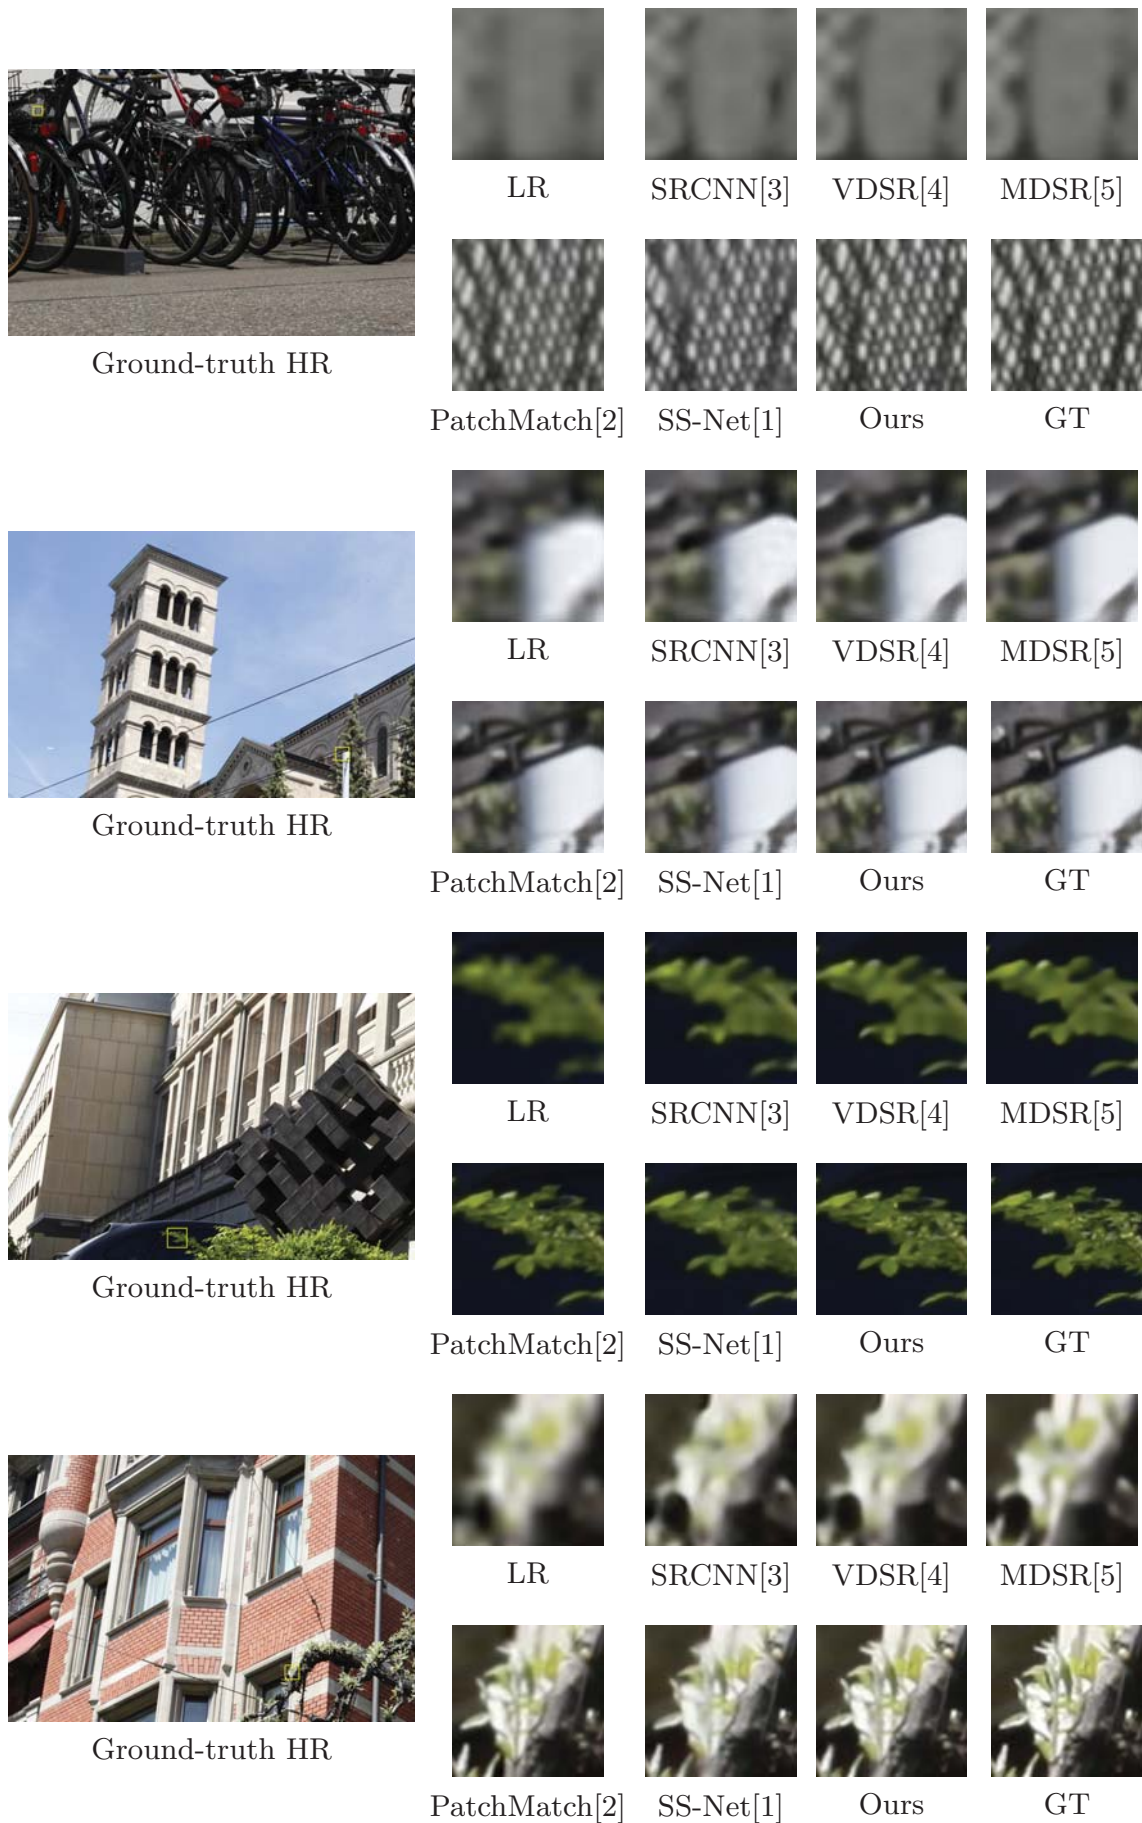 LR SRCNN[3] VDSR[4] MDSR[5]
Ground-truth HR
PatchMatch[2] SS-Net[1] Ours GT
LR SRCNN[3] VDSR[4] MDSR[5]
Ground-truth HR
PatchMatch[2] SS-Net[1] Ours GT
LR SRCNN[3] VDSR[4] MDSR[5]
Ground-truth HR
PatchMatch[2] SS-Net[1] Ours GT
LR SRCNN[3] VDSR[4] MDSR[5]
Ground-truth HR
PatchMatch[2] SS-Net[1] Ours GT